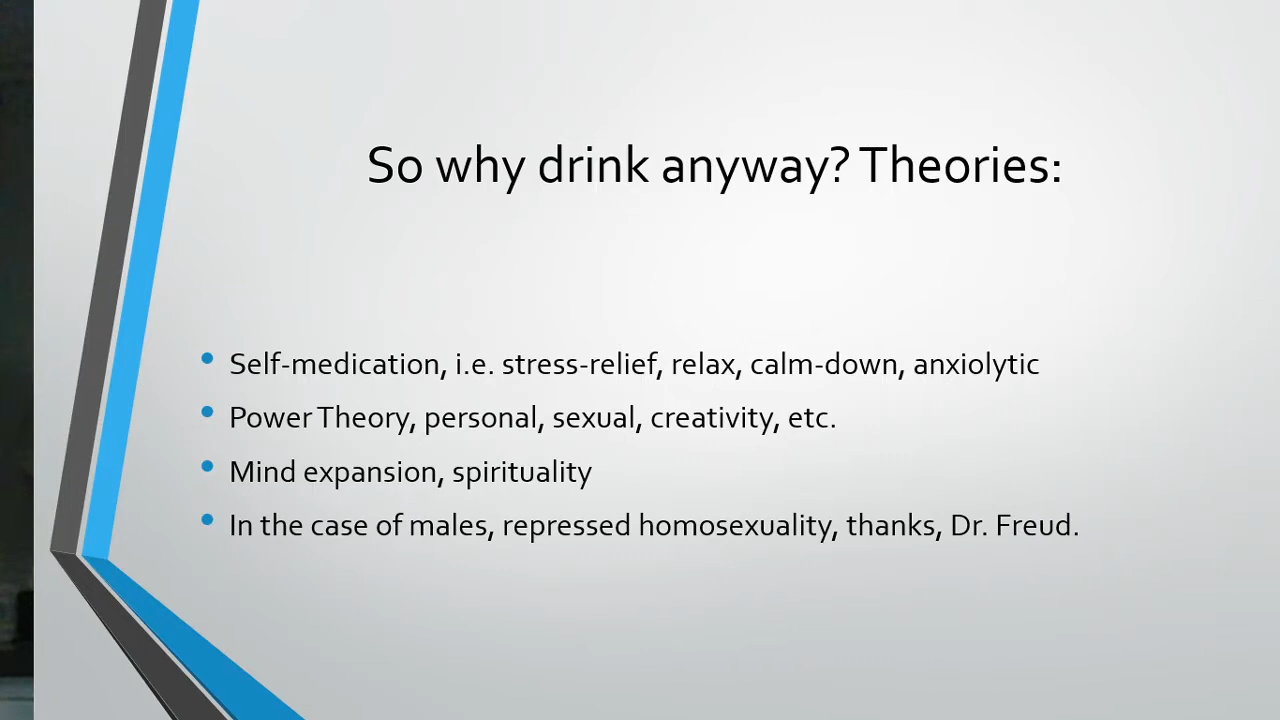 So why drink anyway? Theories:
Self-medication, i.e. stress-relief, relax, calm-down, anxiolytic
Power Theory, personal, sexual, creativity, etc.
Mind expansion, spirituality
In the case of males, repressed homosexuality, thanks, Dr. Freud.